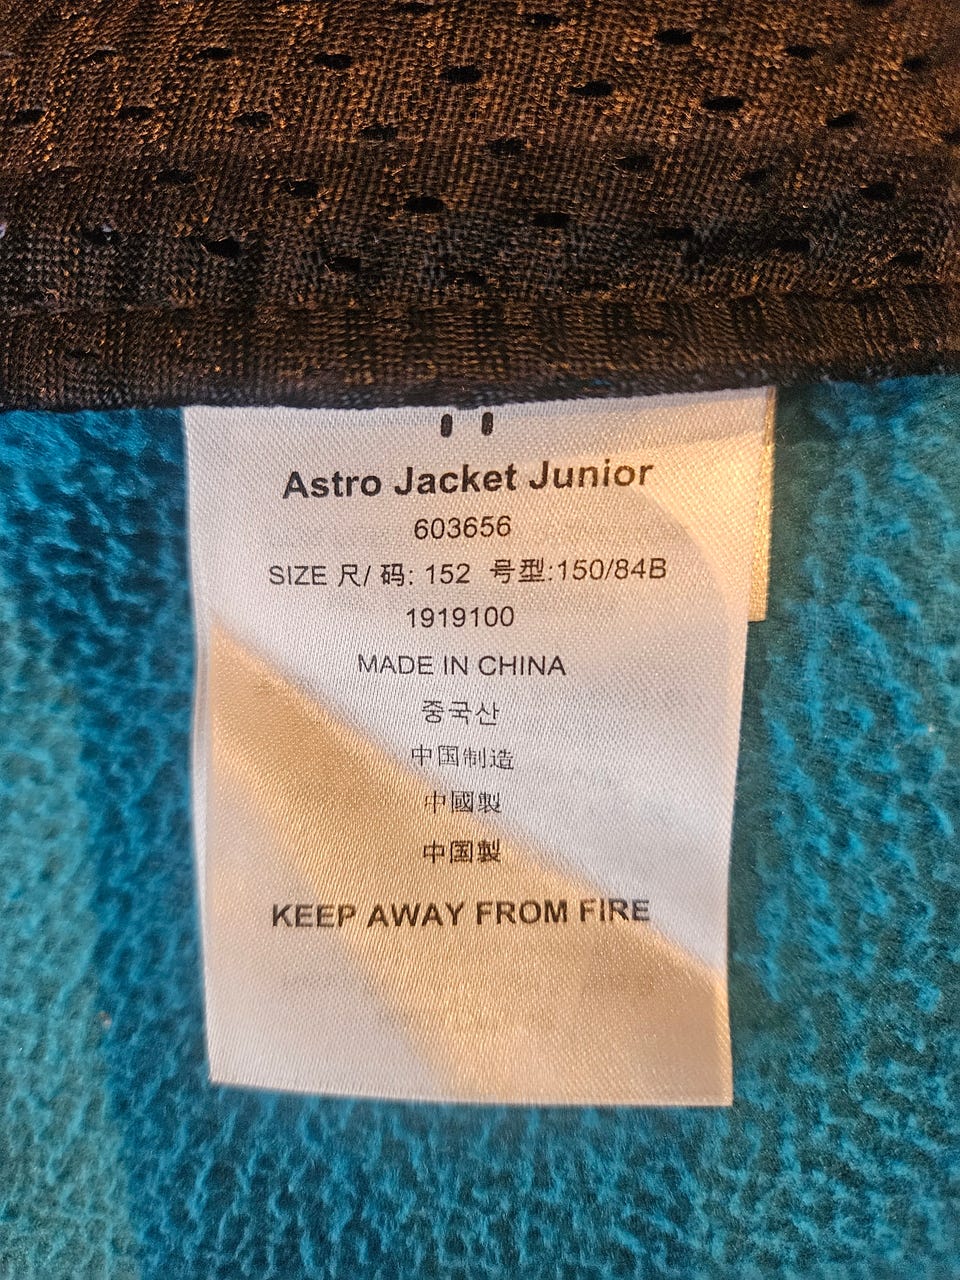 Astro Jacket Junior
603656
SIZE 尺/ 码: 152 号型:150/84B
1919100
MADE IN CHINA
중국산
中国制造
中國製
中国製
KEEP AWAY FROM FIRE